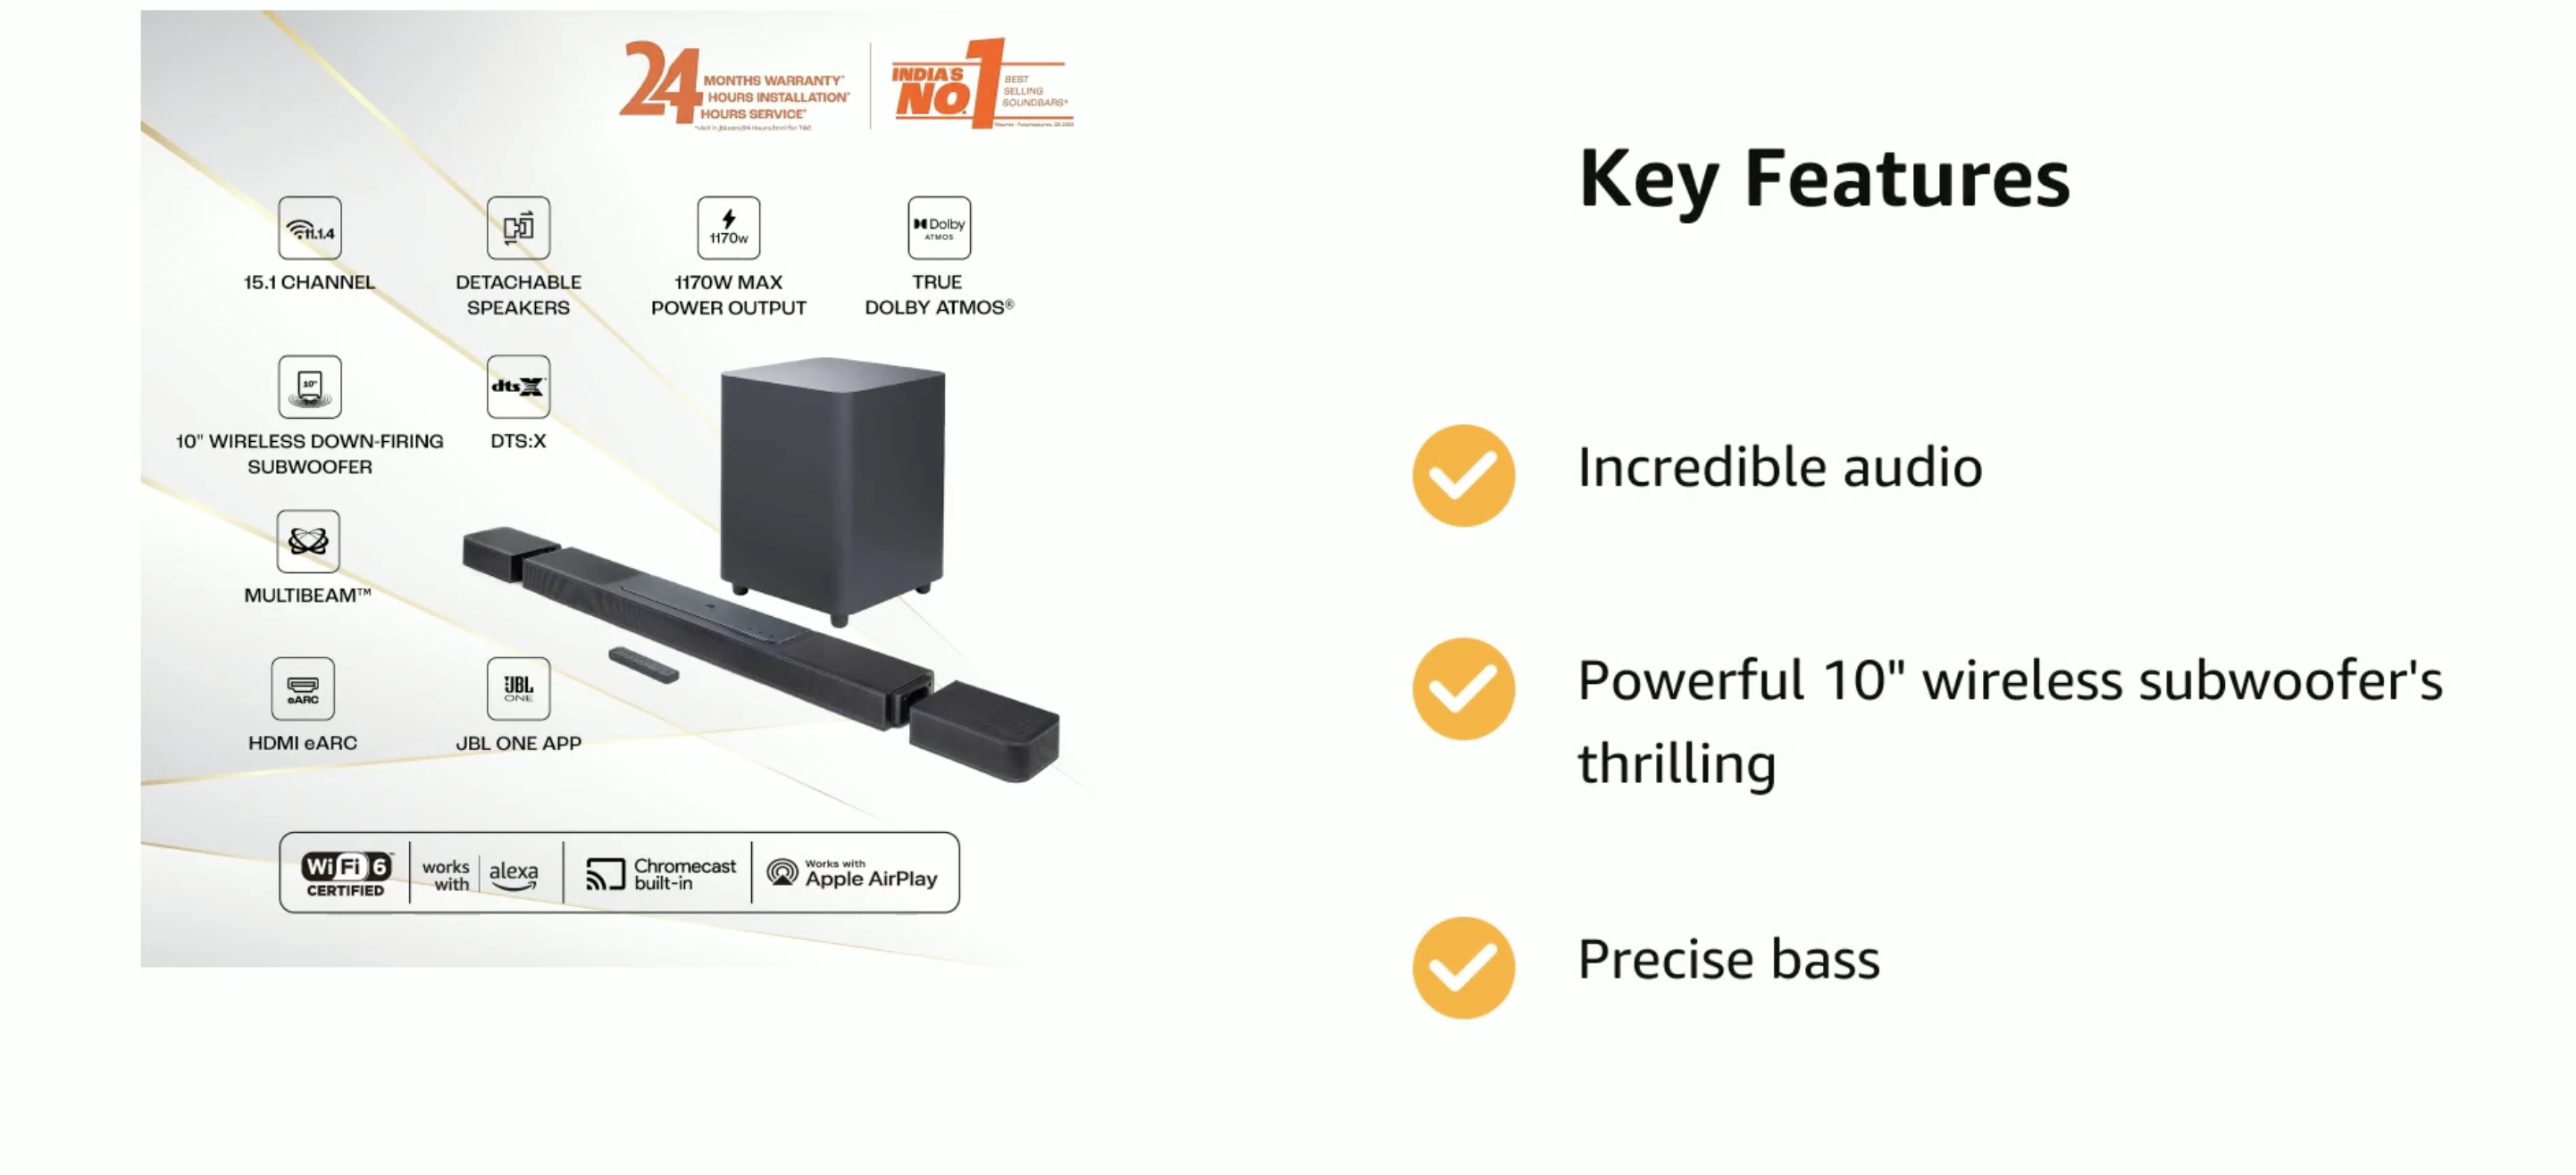 24
MONTHS WARRANTY*
HOURS INSTALLATION*
HOURS SERVICE*
INDIA'S
NO.1
BEST
SELLING
SOUNDBARS*
11.1.4
15.1 CHANNEL
DETACHABLE
SPEAKERS
1170w
1170W MAX
POWER OUTPUT
Dolby
ATMOS
TRUE
DOLBY ATMOS®
10"
10" WIRELESS DOWN-FIRING
SUBWOOFER
dts X
DTS:X
MULTIBEAM™
eARC
HDMI eARC
JBL
ONE
JBL ONE APP
Wi Fi 6
CERTIFIED
works
with
alexa
Chromecast
built-in
Works with
Apple AirPlay
Key Features
Incredible audio
Powerful 10" wireless subwoofer's
thrilling
Precise bass